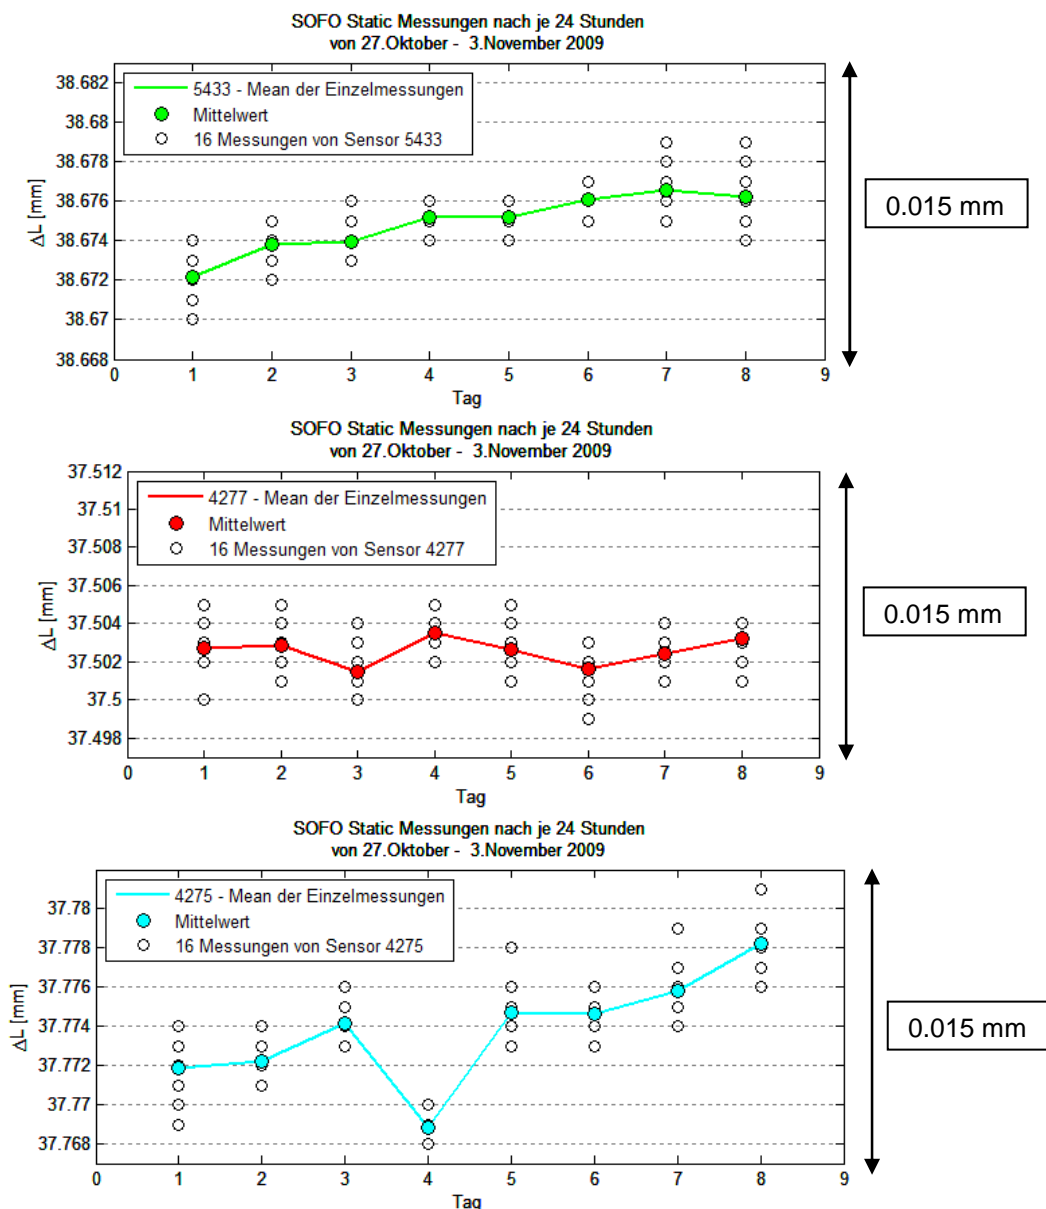 SOFO Static Messungen nach je 24 Stunden
von 27.Oktober -  3.November 2009
38.682
38.68
38.678
38.676
38.674
38.672
38.67
38.668
ΔL [mm]
5433 - Mean der Einzelmessungen
Mittelwert
16 Messungen von Sensor 5433
0 1 2 3 4 5 6 7 8 9
Tag
0.015 mm
SOFO Static Messungen nach je 24 Stunden
von 27.Oktober -  3.November 2009
37.512
37.51
37.508
37.506
37.504
37.502
37.5
37.498
ΔL [mm]
4277 - Mean der Einzelmessungen
Mittelwert
16 Messungen von Sensor 4277
0 1 2 3 4 5 6 7 8 9
Tag
0.015 mm
SOFO Static Messungen nach je 24 Stunden
von 27.Oktober -  3.November 2009
37.78
37.778
37.776
37.774
37.772
37.77
37.768
ΔL [mm]
4275 - Mean der Einzelmessungen
Mittelwert
16 Messungen von Sensor 4275
0 1 2 3 4 5 6 7 8 9
Tag
0.015 mm